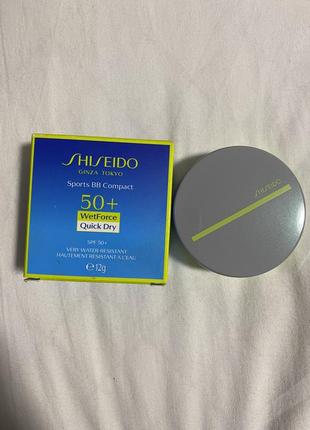 SHISEIDO
GINZA TOKYO
Sports BB Compact
50+
WetForce
Quick Dry
SPF 50+
VERY WATER-RESISTANT
HAUTEMENT RESISTANT A L'EAU
℮12g
SHISEIDO